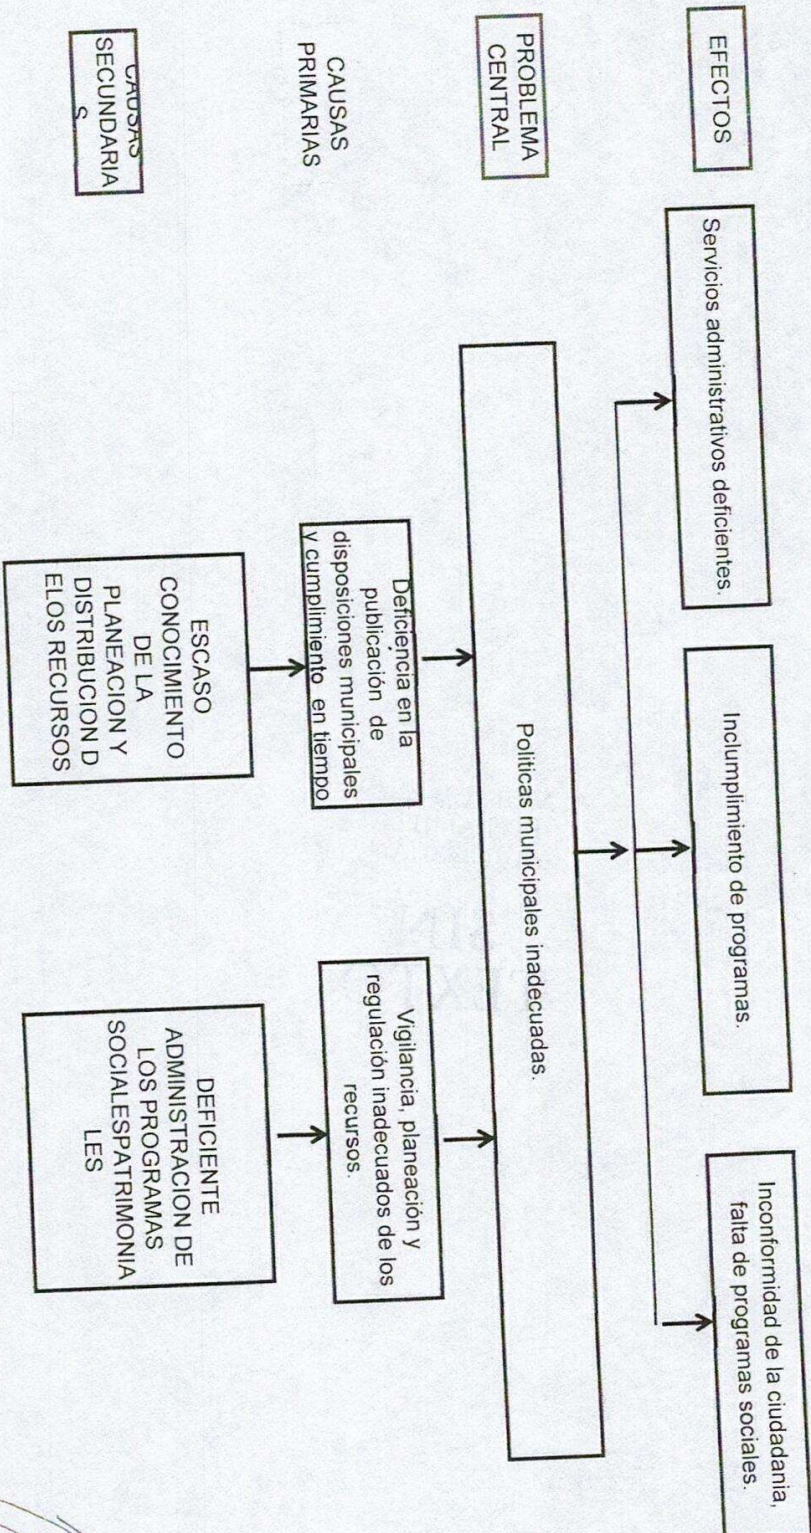 EFECTOS
Servicios administrativos deficientes.
Inclumplimiento de programas.
Inconformidad de la ciudadania,
falta de programas sociales.
PROBLEMA
CENTRAL
Politicas municipales inadecuadas.
CAUSAS
PRIMARIAS
Deficiencia en la
publicación de
disposiciones municipales
y cumplimiento en tiempo
Vigilancia, planeación y
regulación inadecuados de los
recursos.
CAUSAS
SECUNDARIA
S
ESCASO
CONOCIMIENTO
DE LA
PLANEACION Y
DISTRIBUCION D
ELOS RECURSOS
DEFICIENTE
ADMINISTRACION DE
LOS PROGRAMAS
SOCIALESPATRIMONIA
LES